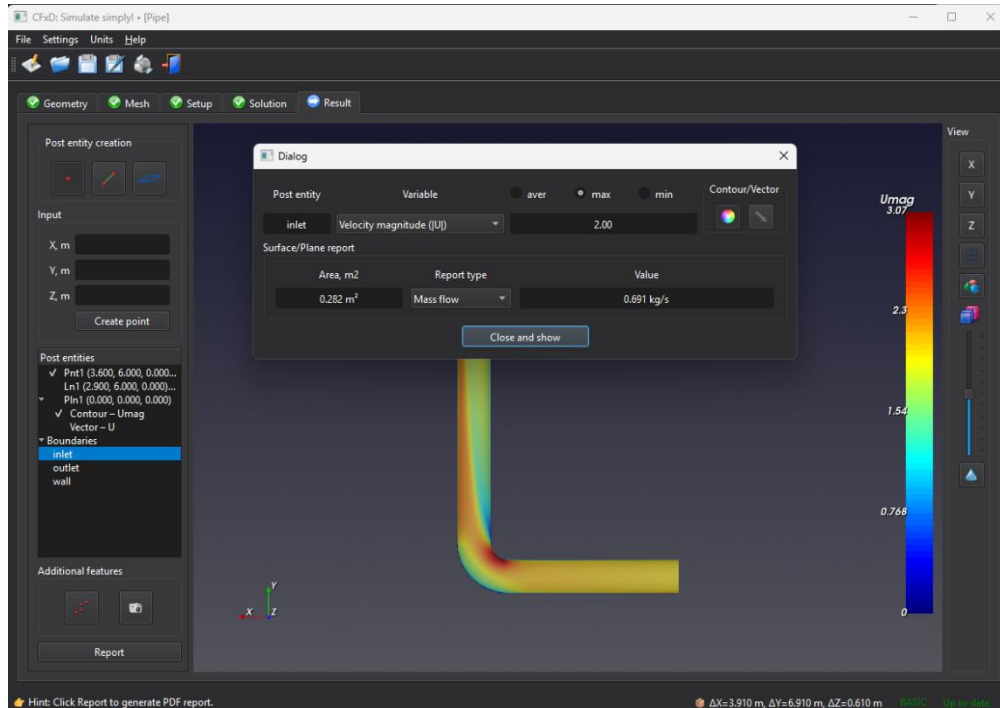 CFxD: Simulate simply! • [Pipe]
File Settings Units Help
Geometry Mesh Setup Solution Result
Post entity creation
Input
X, m
Y, m
Z, m
Create point
Post entities
Pnt1 (3.600, 6.000, 0.000...
Ln1 (2.900, 6.000, 0.000)...
Pln1 (0.000, 0.000, 0.000)
Contour – Umag
Vector – U
Boundaries
inlet
outlet
wall
Additional features
Report
Dialog
Post entity Variable aver max min Contour/Vector
inlet Velocity magnitude (|U|) 2.00
Surface/Plane report
Area, m2 Report type Value
0.282 m² Mass flow 0.691 kg/s
Close and show
Umag
3.07
2.3
1.54
0.768
0
Y
X Z
View
X
Y
Z
Hint: Click Report to generate PDF report.
ΔX=3.910 m, ΔY=6.910 m, ΔZ=0.610 m BASIC Up to date